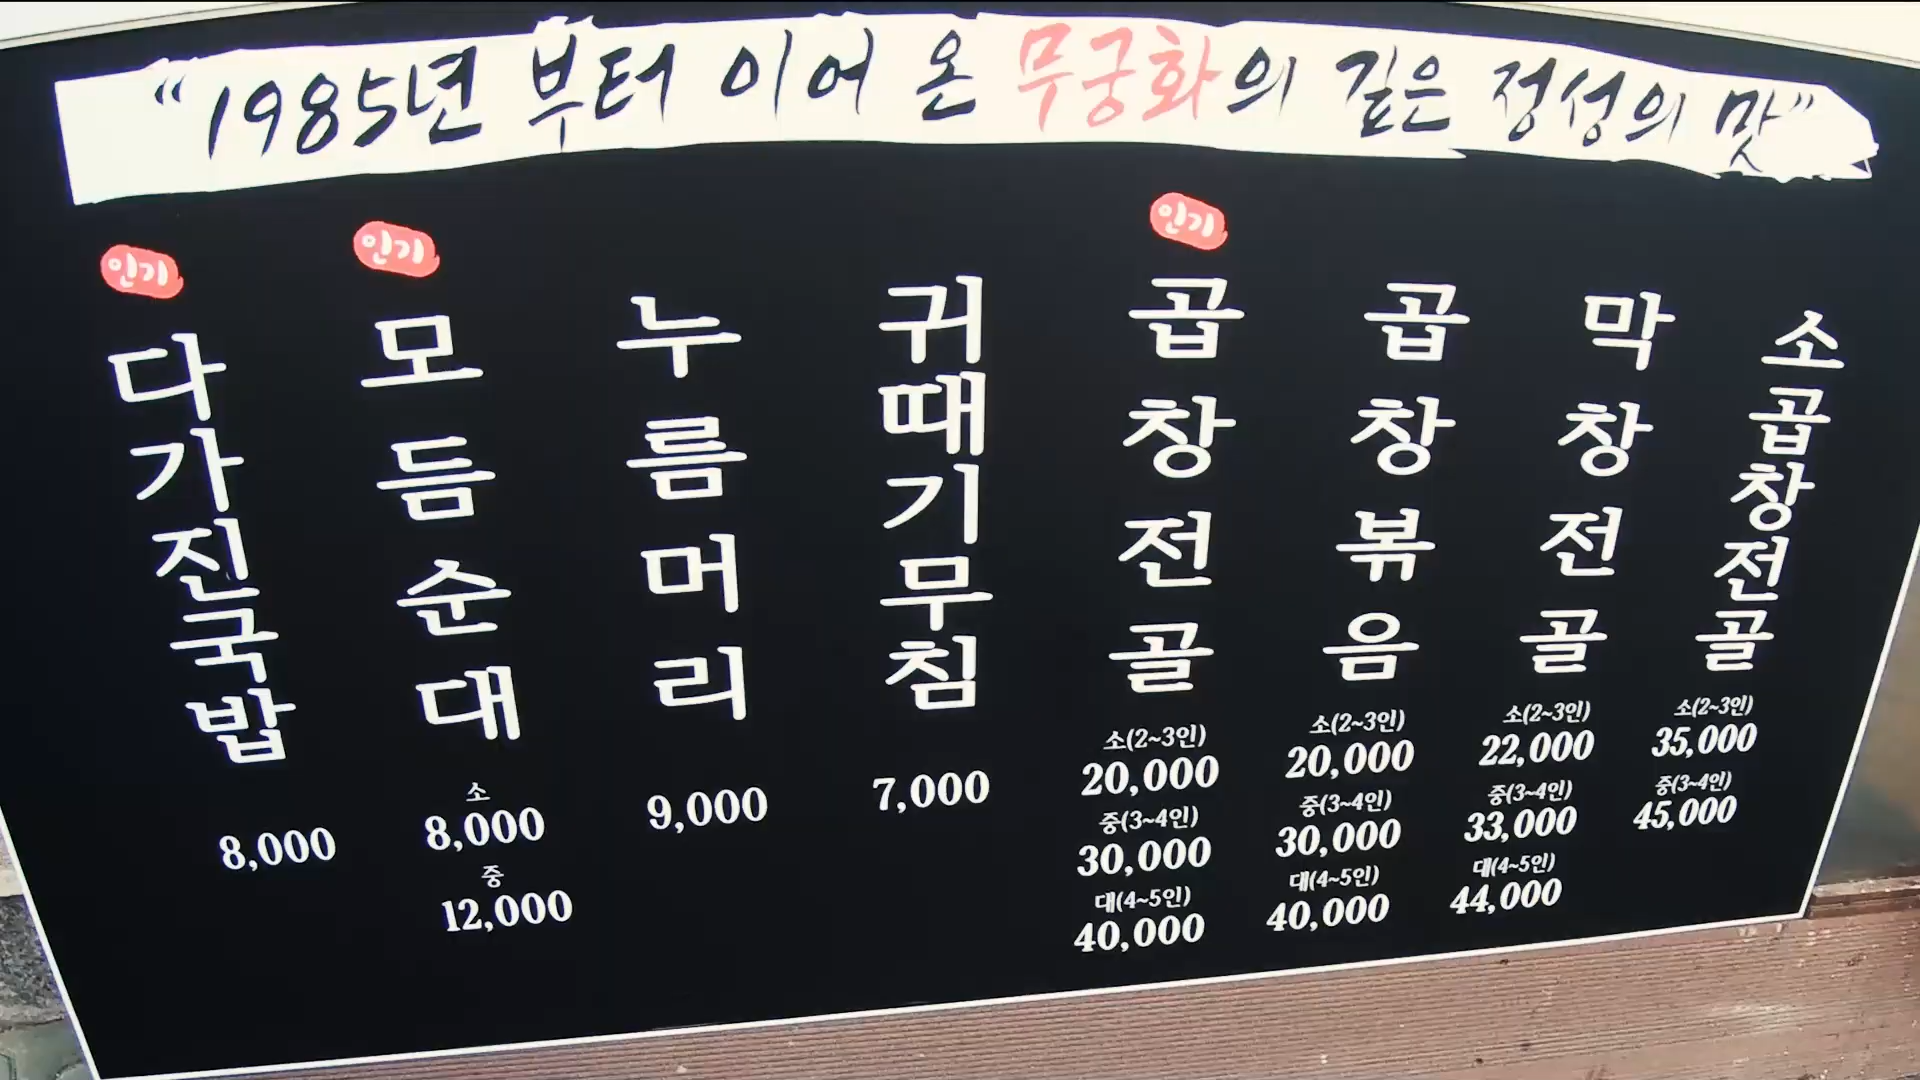 “1985년 부터 이어 온 무궁화의 깊은 정성의 맛”
인기
다가진국밥
8,000
인기
모듬순대
소
8,000
중
12,000
누름머리
9,000
귀때기무침
7,000
인기
곱창전골
소(2~3인)
20,000
중(3~4인)
30,000
대(4~5인)
40,000
곱창볶음
소(2~3인)
20,000
중(3~4인)
30,000
대(4~5인)
40,000
막창전골
소(2~3인)
22,000
중(3~4인)
33,000
대(4~5인)
44,000
소곱창전골
소(2~3인)
35,000
중(3~4인)
45,000